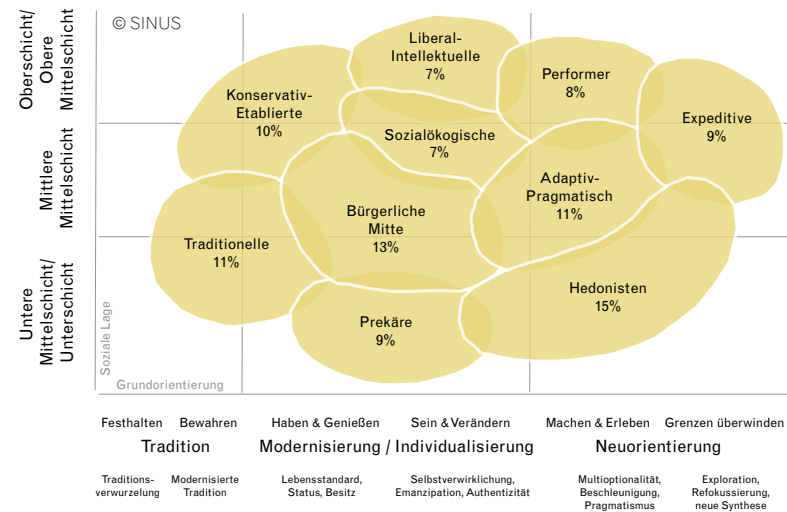 © SINUS
Oberschicht/
Obere
Mittelschicht
Mittlere
Mittelschicht
Untere
Mittelschicht/
Unterschicht
Soziale Lage
Grundorientierung
Liberal-
Intellektuelle
7%
Performer
8%
Konservativ-
Etablierte
10%
Expeditive
9%
Sozialökogische
7%
Adaptiv-
Pragmatisch
11%
Bürgerliche
Mitte
13%
Traditionelle
11%
Hedonisten
15%
Prekäre
9%
Festhalten Bewahren Haben & Genießen Sein & Verändern Machen & Erleben Grenzen überwinden
Tradition Modernisierung / Individualisierung Neuorientierung
Traditions-
verwurzelung
Modernisierte
Tradition
Lebensstandard,
Status, Besitz
Selbstverwirklichung,
Emanzipation, Authentizität
Multioptionalität,
Beschleunigung,
Pragmatismus
Exploration,
Refokussierung,
neue Synthese